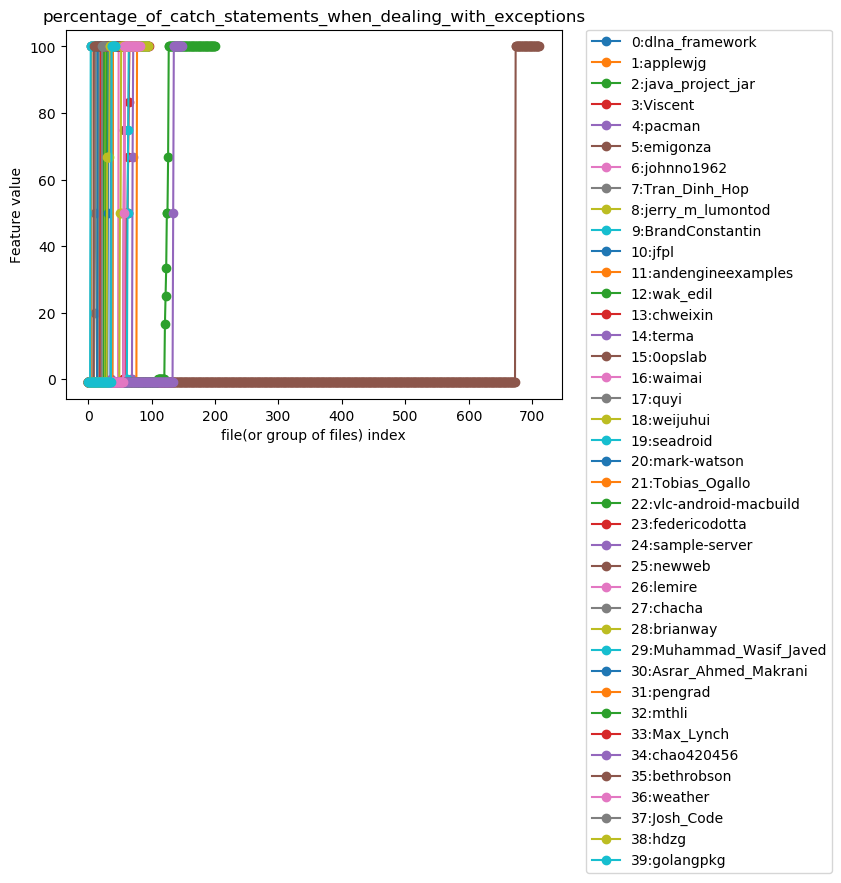 percentage_of_catch_statements_when_dealing_with_exceptions
Feature value
100
80
60
40
20
0
0 100 200 300 400 500 600 700
file(or group of files) index
0:dlna_framework
1:applewjg
2:java_project_jar
3:Viscent
4:pacman
5:emigonza
6:johnno1962
7:Tran_Dinh_Hop
8:jerry_m_lumontod
9:BrandConstantin
10:jfpl
11:andengineexamples
12:wak_edil
13:chweixin
14:terma
15:0opslab
16:waimai
17:quyi
18:weijuhui
19:seadroid
20:mark-watson
21:Tobias_Ogallo
22:vlc-android-macbuild
23:federicodotta
24:sample-server
25:newweb
26:lemire
27:chacha
28:brianway
29:Muhammad_Wasif_Javed
30:Asrar_Ahmed_Makrani
31:pengrad
32:mthli
33:Max_Lynch
34:chao420456
35:bethrobson
36:weather
37:Josh_Code
38:hdzg
39:golangpkg